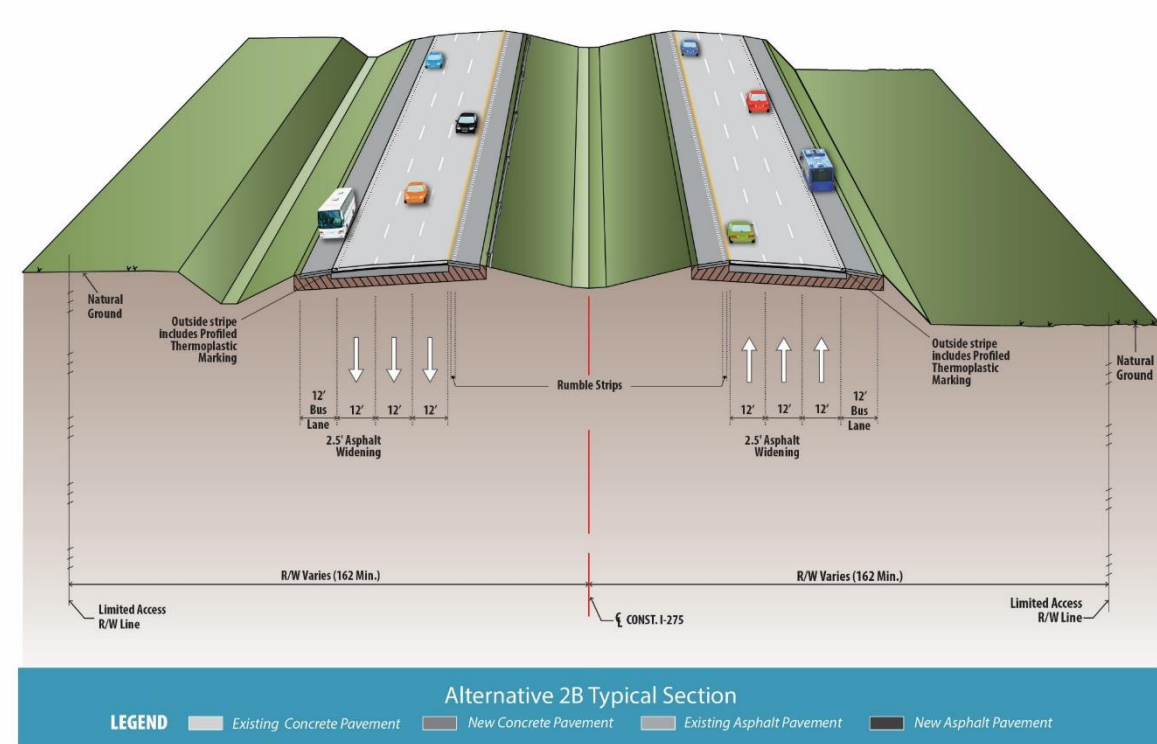 Natural
Ground
Outside stripe
includes Profiled
Thermoplastic
Marking
Rumble Strips
Outside stripe
includes Profiled
Thermoplastic
Marking
Natural
Ground
12'
Bus
Lane
12'
12'
12'
2.5' Asphalt
Widening
12'
12'
12'
12'
Bus
Lane
2.5' Asphalt
Widening
R/W Varies (162 Min.)
R/W Varies (162 Min.)
Limited Access
R/W Line
℄ CONST. I-275
Limited Access
R/W Line
Alternative 2B Typical Section
LEGEND
Existing Concrete Pavement
New Concrete Pavement
Existing Asphalt Pavement
New Asphalt Pavement